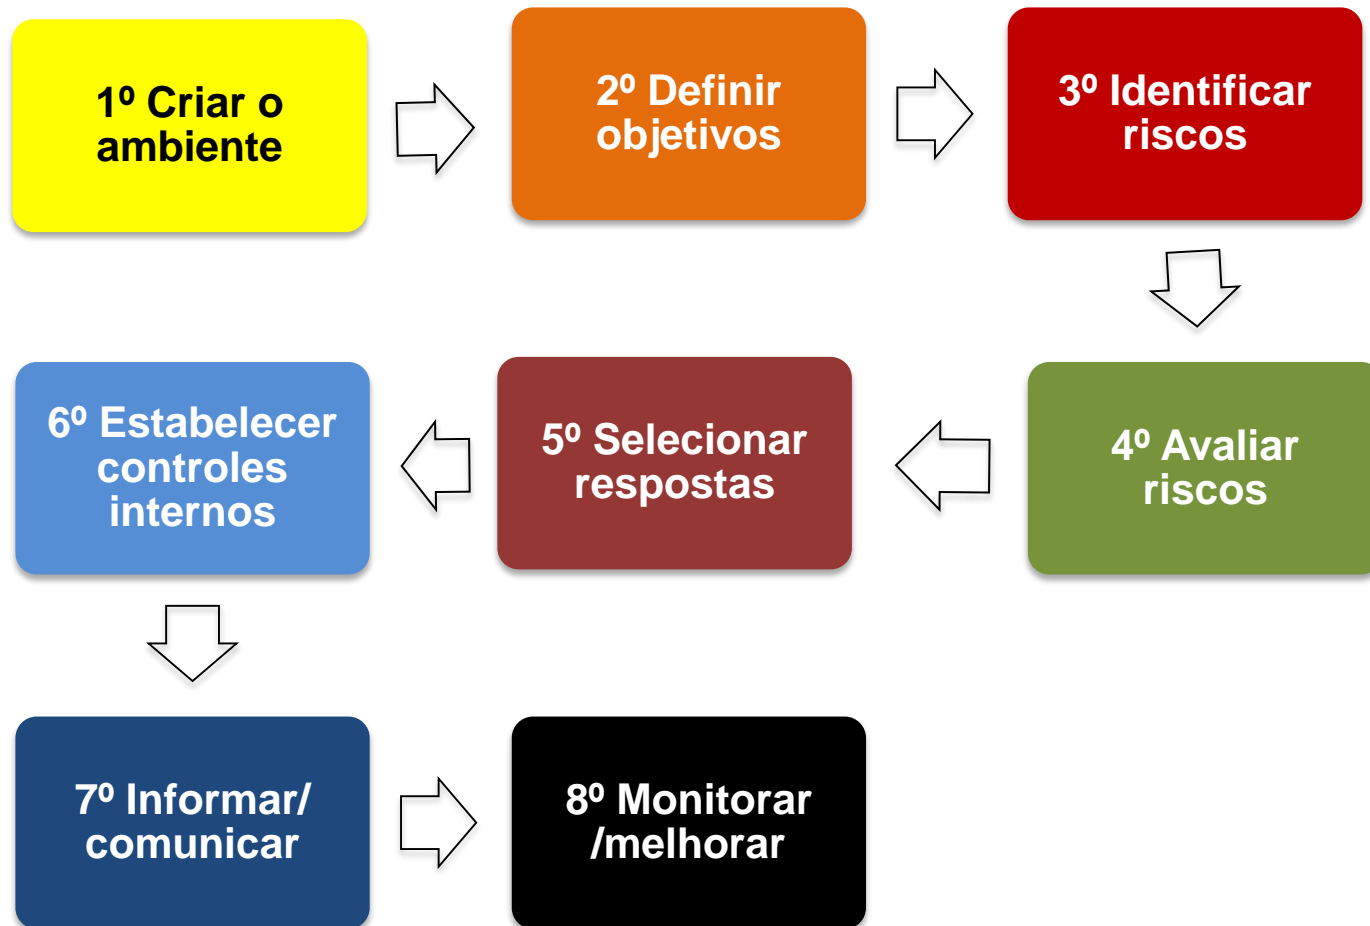 1º Criar o
ambiente
2º Definir
objetivos
3º Identificar
riscos
4º Avaliar
riscos
5º Selecionar
respostas
6º Estabelecer
controles
internos
7º Informar/
comunicar
8º Monitorar
/melhorar